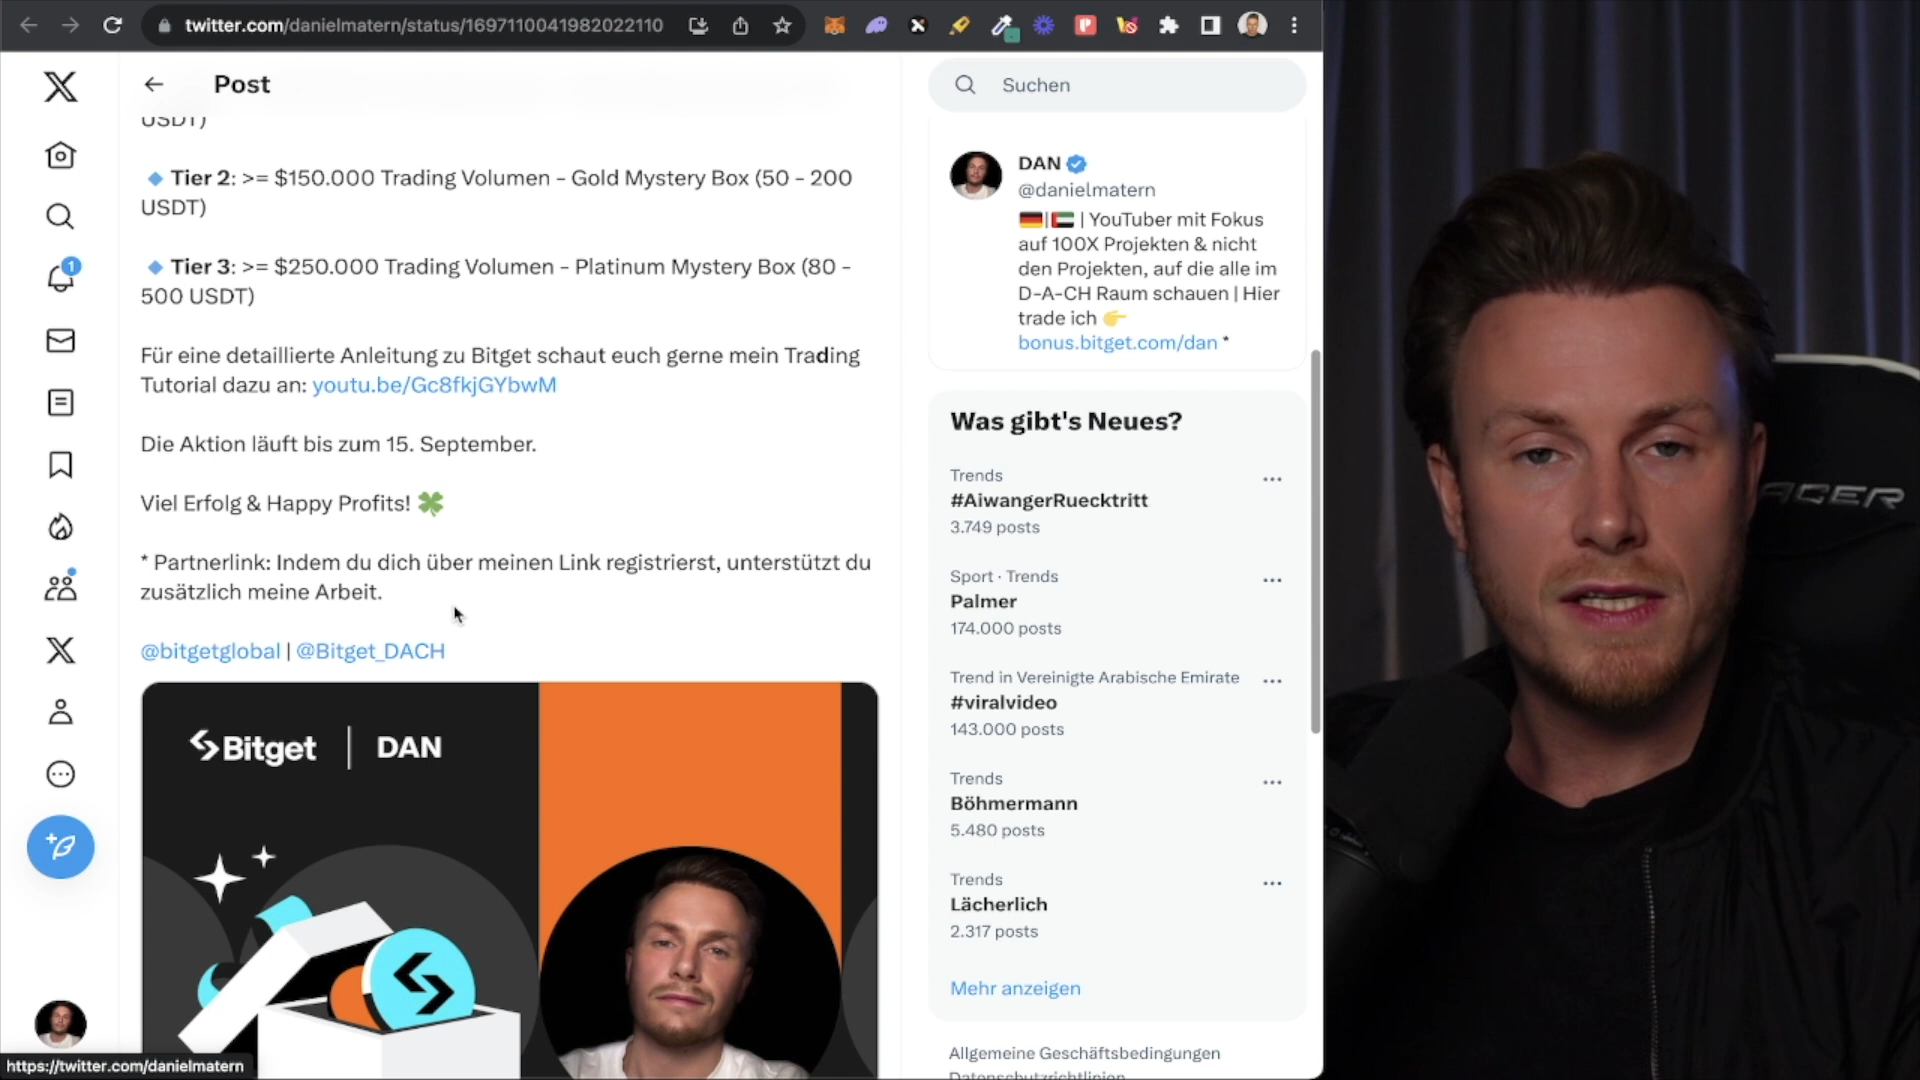 twitter.com/danielmatern/status/1697110041982022110
Post
Suchen
USDT)
Tier 2: >= $150.000 Trading Volumen - Gold Mystery Box (50 - 200
USDT)
Tier 3: >= $250.000 Trading Volumen - Platinum Mystery Box (80 -
500 USDT)
Für eine detaillierte Anleitung zu Bitget schaut euch gerne mein Trading
Tutorial dazu an: youtu.be/Gc8fkjGYbwM
Die Aktion läuft bis zum 15. September.
Viel Erfolg & Happy Profits!
* Partnerlink: Indem du dich über meinen Link registrierst, unterstützt du
zusätzlich meine Arbeit.
@bitgetglobal | @Bitget_DACH
Bitget | DAN
1
https://twitter.com/danielmatern
DAN
@danielmatern
| | YouTuber mit Fokus
auf 100X Projekten & nicht
den Projekten, auf die alle im
D-A-CH Raum schauen | Hier
trade ich
bonus.bitget.com/dan *
Was gibt's Neues?
Trends
#AiwangerRuecktritt
3.749 posts
Sport · Trends
Palmer
174.000 posts
Trend in Vereinigte Arabische Emirate
#viralvideo
143.000 posts
Trends
Böhmermann
5.480 posts
Trends
Lächerlich
2.317 posts
Mehr anzeigen
Allgemeine Geschäftsbedingungen
Datenschutzrichtlinien